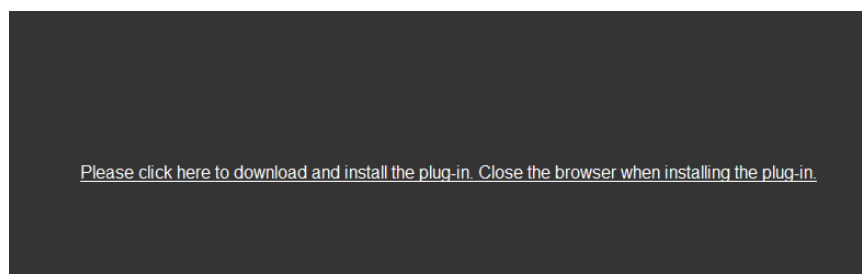 Please click here to download and install the plug-in. Close the browser when installing the plug-in.